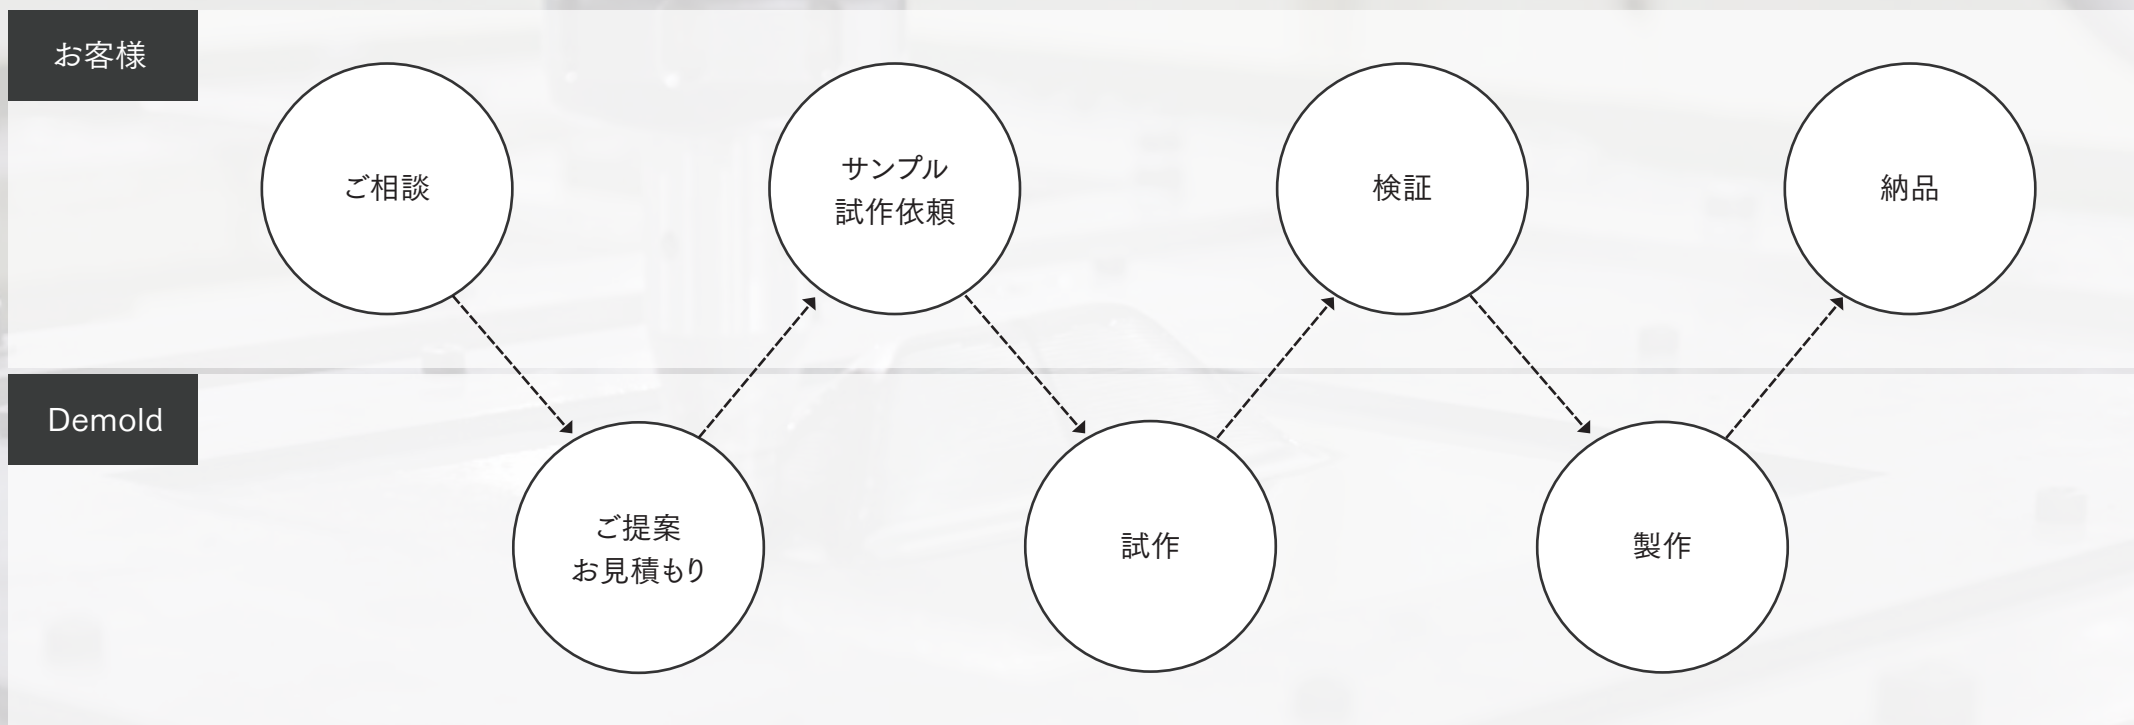 お客様
ご相談
サンプル
試作依頼
検証
納品
Demold
ご提案
お見積もり
試作
製作